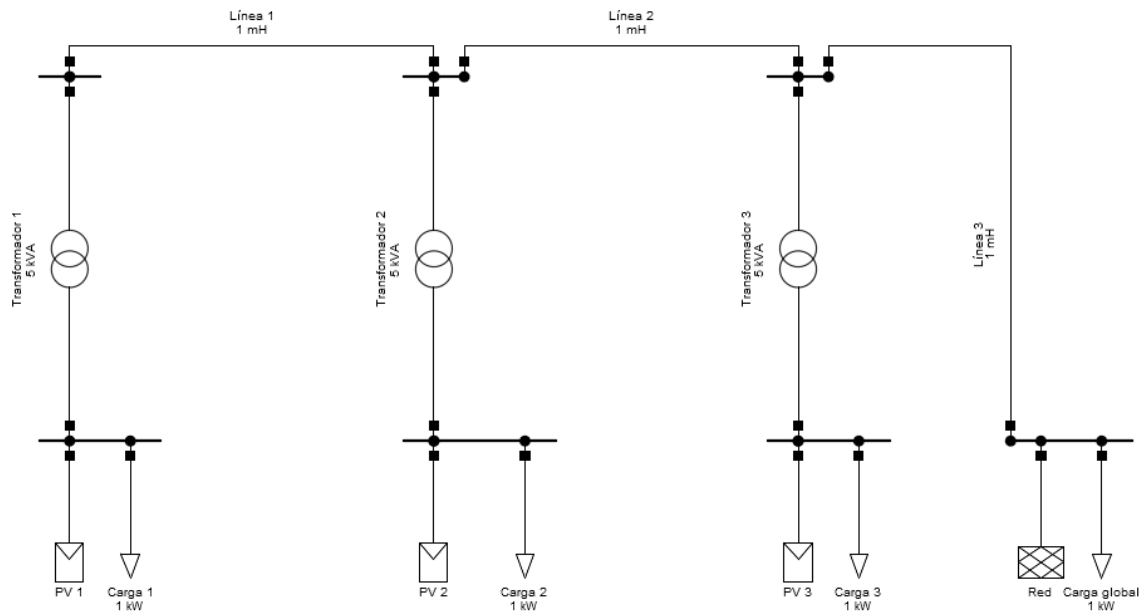 Línea 1
1 mH
Línea 2
1 mH
Transformador 1
5 kVA
Transformador 2
5 kVA
Transformador 3
5 kVA
Línea 3
1 mH
PV 1
Carga 1
1 kW
PV 2
Carga 2
1 kW
PV 3
Carga 3
1 kW
Red
Carga global
1 kW